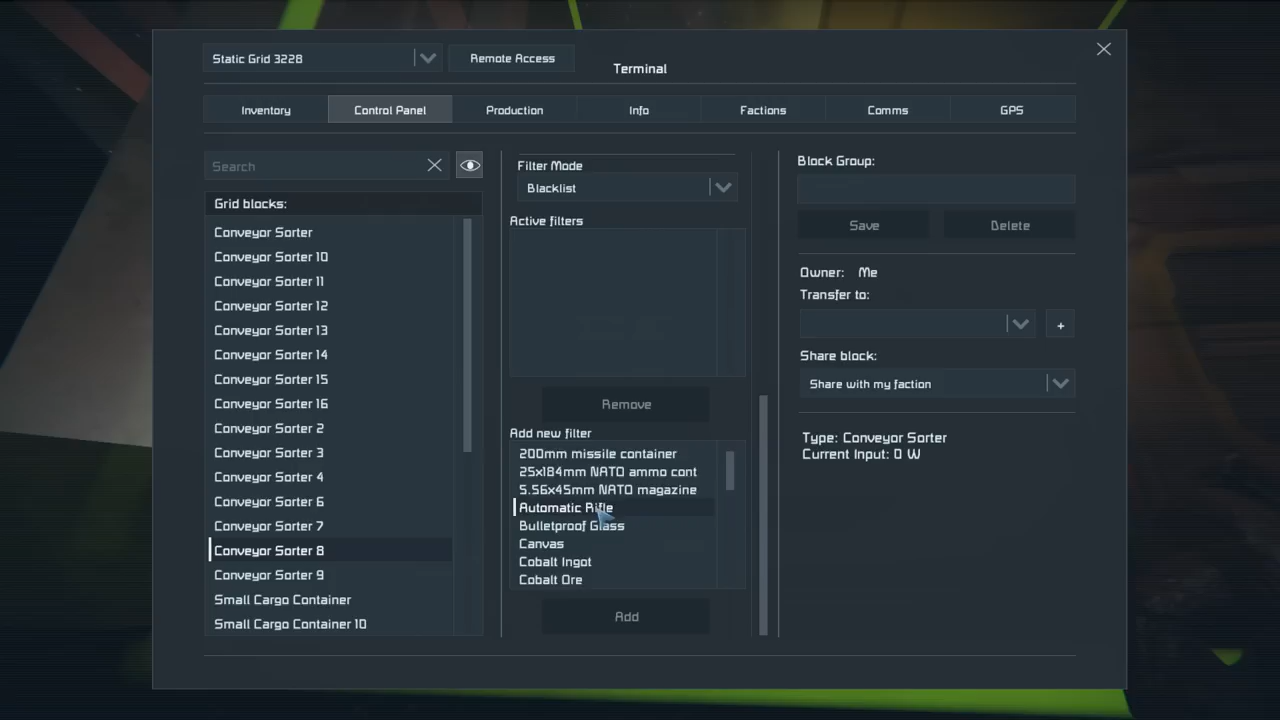 Static Grid 3228
Remote Access
Terminal
Inventory
Control Panel
Production
Info
Factions
Comms
GPS
Search
Grid blocks:
Conveyor Sorter
Conveyor Sorter 10
Conveyor Sorter 11
Conveyor Sorter 12
Conveyor Sorter 13
Conveyor Sorter 14
Conveyor Sorter 15
Conveyor Sorter 16
Conveyor Sorter 2
Conveyor Sorter 3
Conveyor Sorter 4
Conveyor Sorter 6
Conveyor Sorter 7
Conveyor Sorter 8
Conveyor Sorter 9
Small Cargo Container
Small Cargo Container 10
Filter Mode
Blacklist
Active filters
Remove
Add new filter
200mm missile container
25x184mm NATO ammo cont
5.56x45mm NATO magazine
Automatic Rifle
Bulletproof Glass
Canvas
Cobalt Ingot
Cobalt Ore
Add
Block Group:
Save
Delete
Owner: Me
Transfer to:
+
Share block:
Share with my faction
Type: Conveyor Sorter
Current Input: 0 W